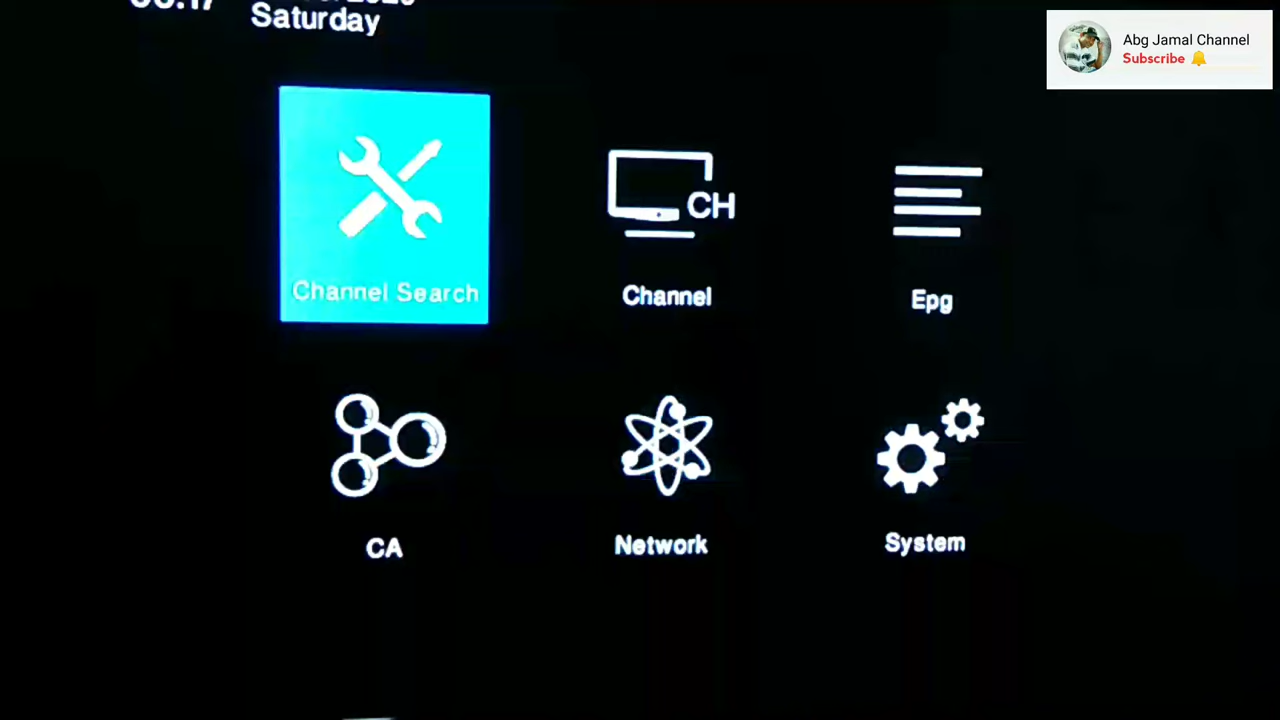 Saturday
Abg Jamal Channel
Subscribe
Channel Search
CH
Channel
Epg
CA
Network
System